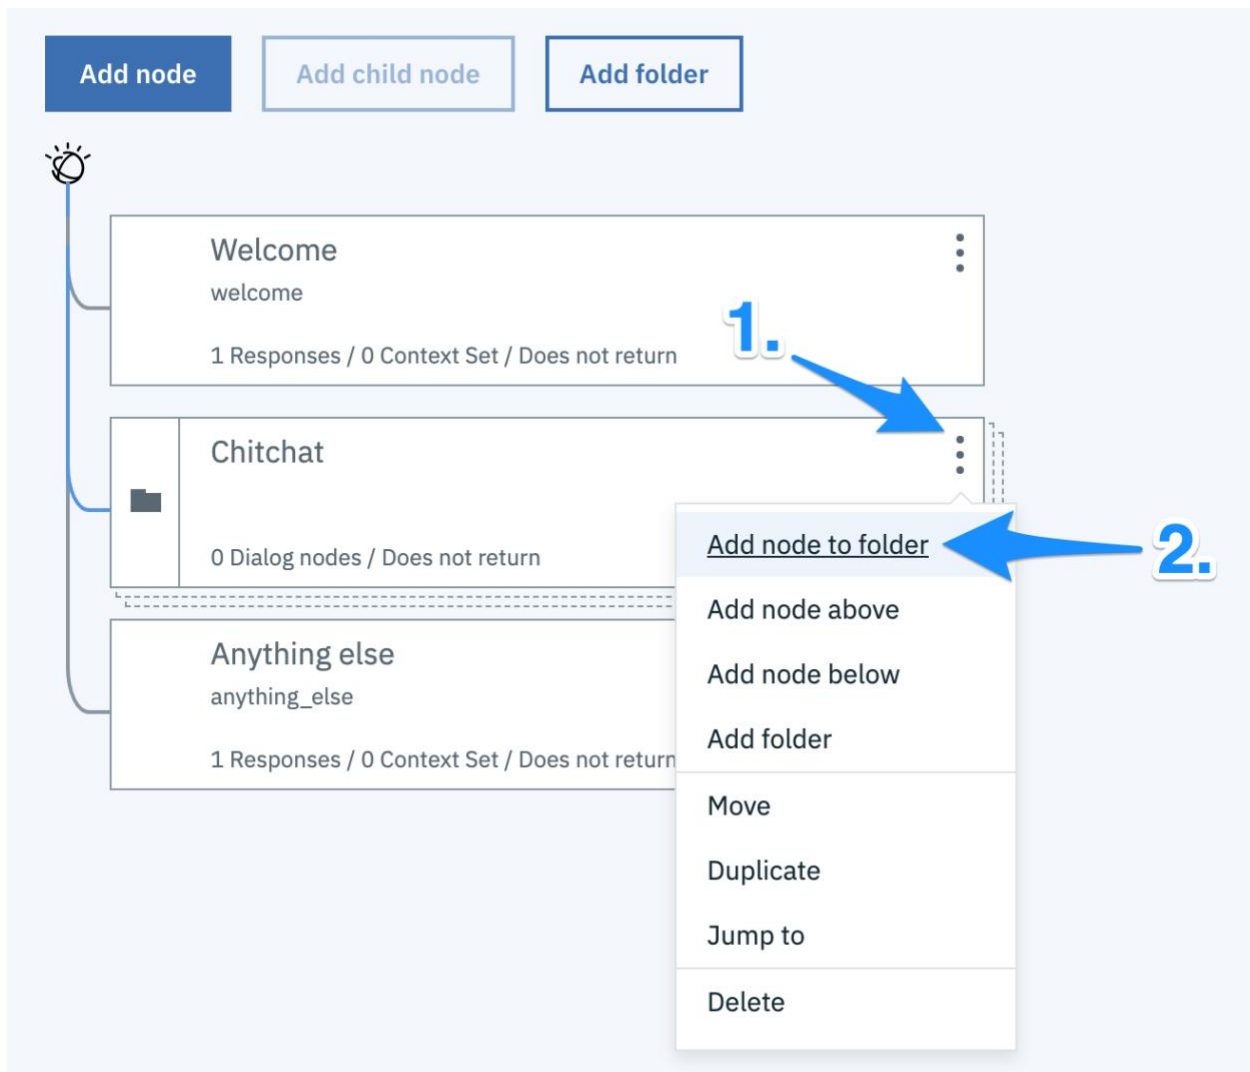 Add node
Add child node
Add folder
Welcome
welcome
1 Responses / 0 Context Set / Does not return
1.
Chitchat
0 Dialog nodes / Does not return
Add node to folder
2.
Add node above
Add node below
Add folder
Move
Duplicate
Jump to
Delete
Anything else
anything_else
1 Responses / 0 Context Set / Does not return